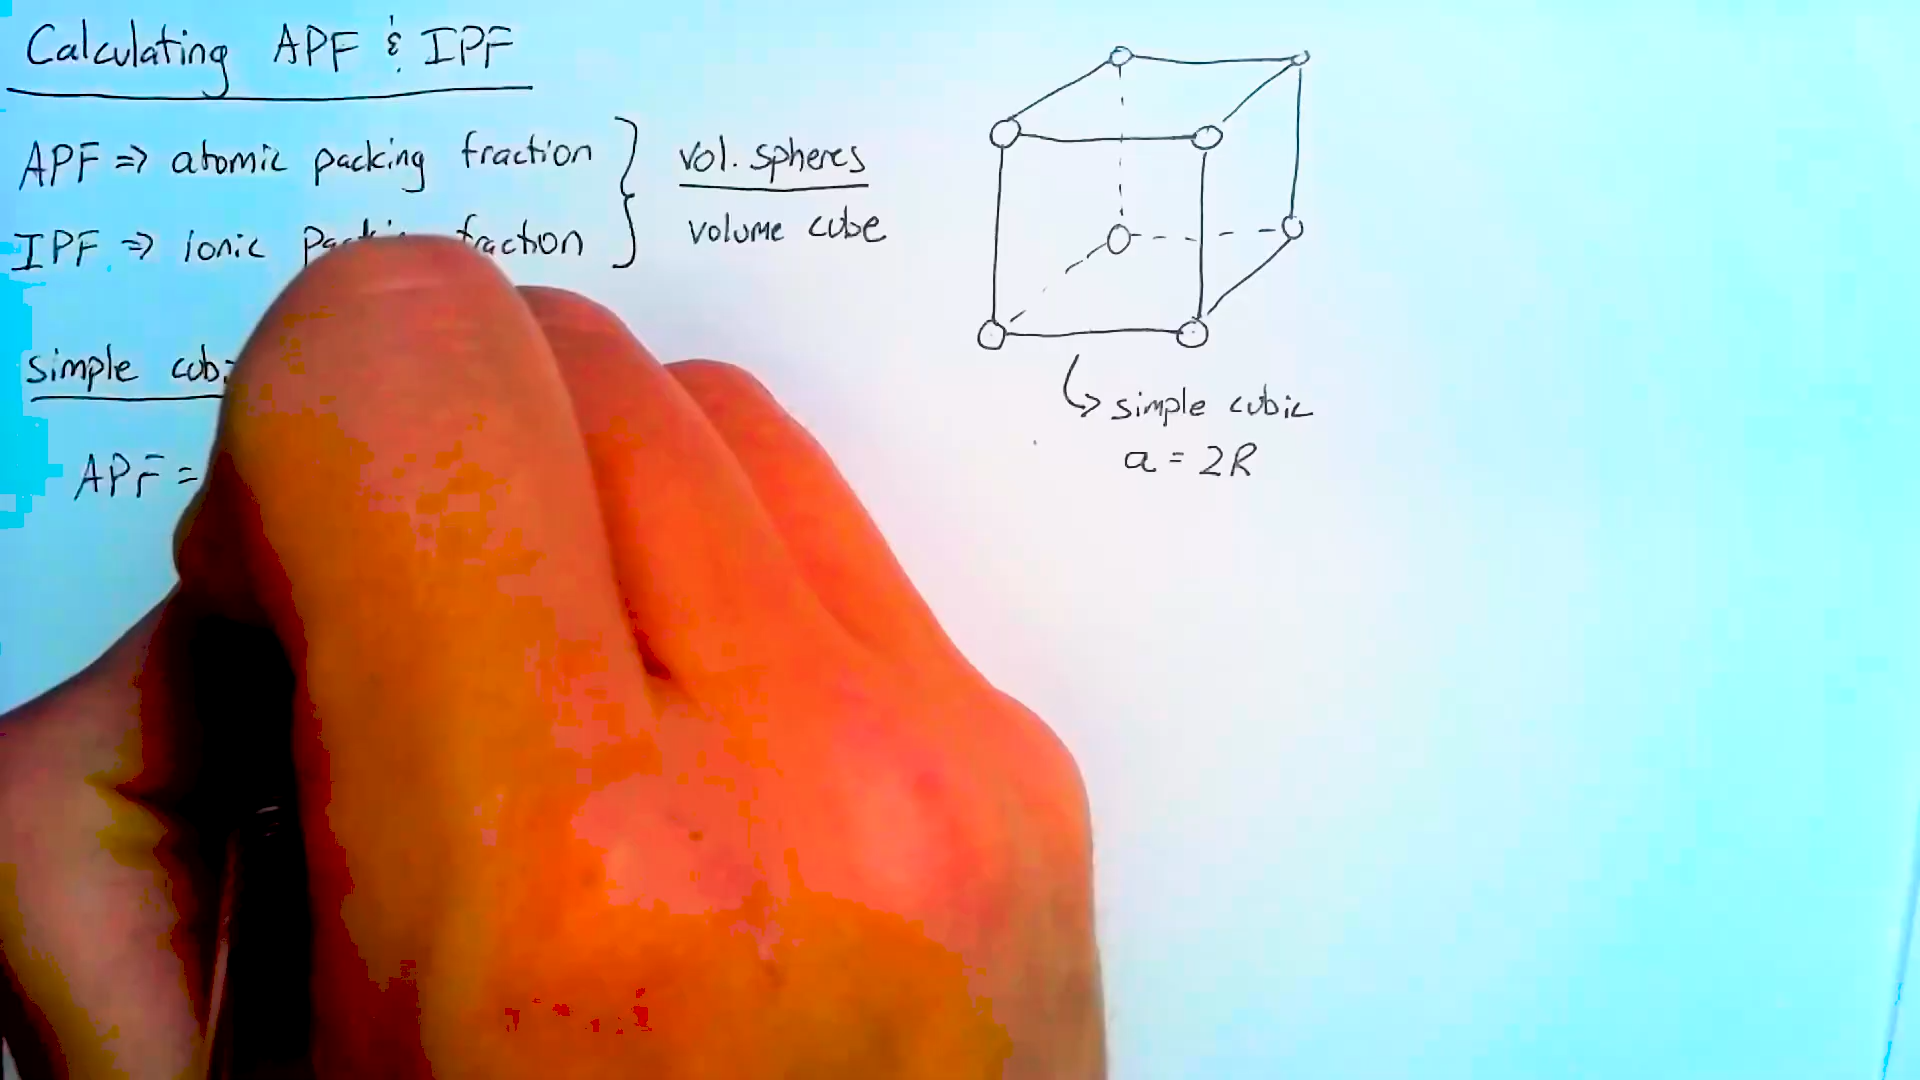 Calculating APF & IPF
APF => atomic packing fraction
IPF => ionic packing fraction
vol. spheres
volume cube
simple
APF =
simple cubic
a = 2R